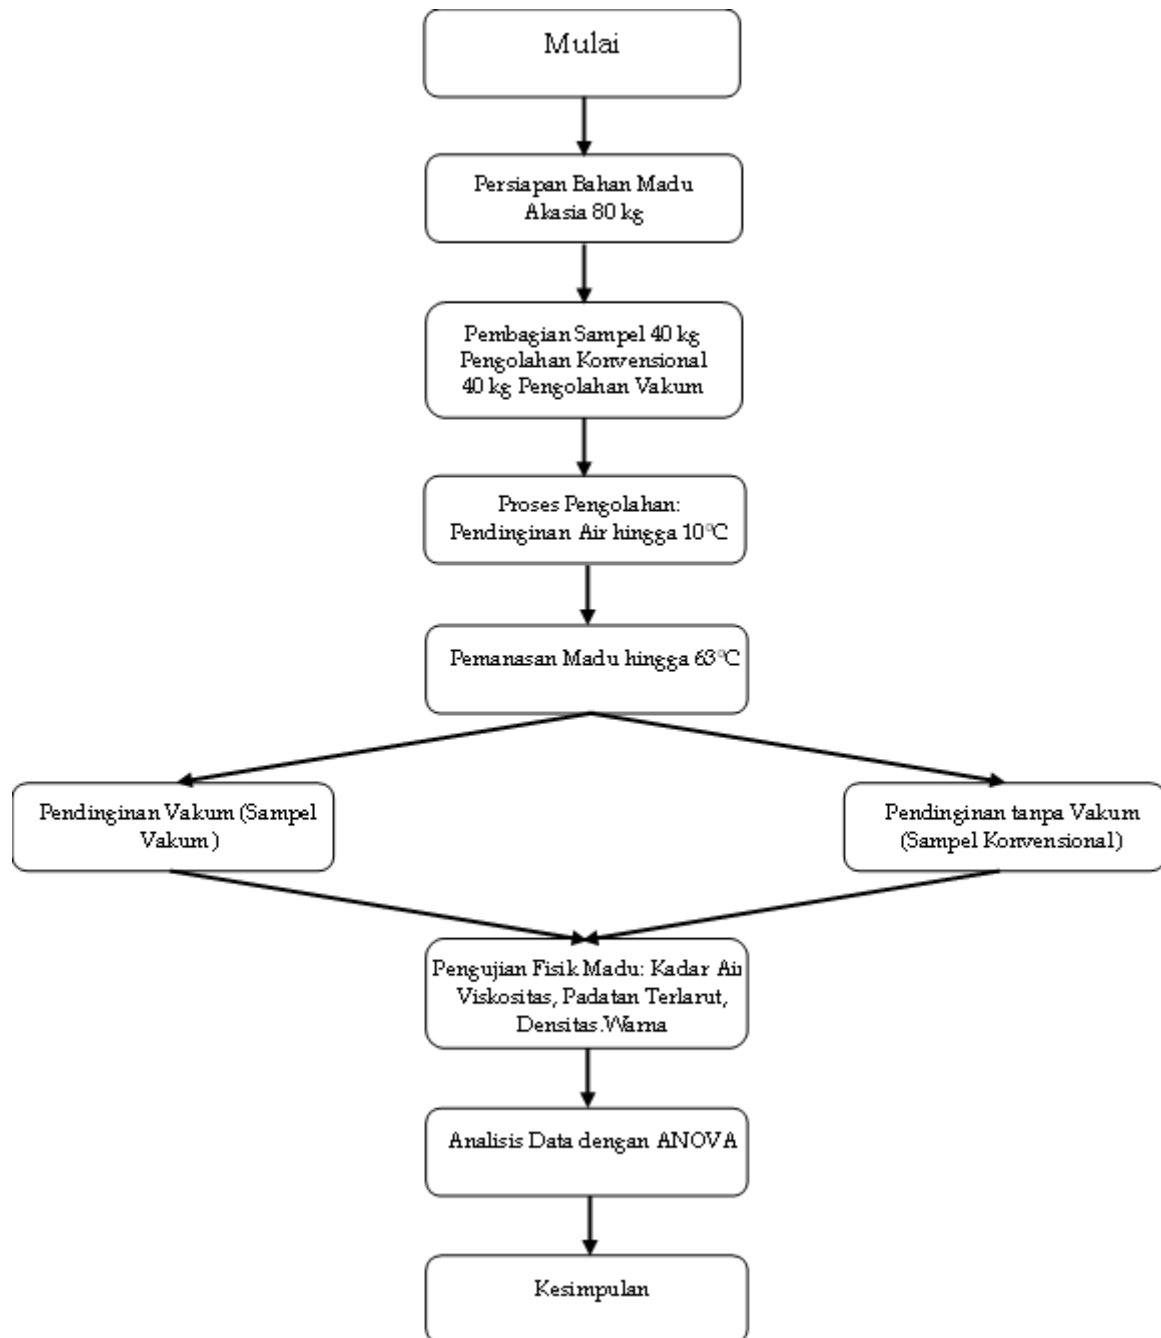 Mulai
Persiapan Bahan Madu
Akasia 80 kg
Pembagian Sampel 40 kg
Pengolahan Konvensional
40 kg Pengolahan Vakum
Proses Pengolahan:
Pendinginan Air hingga 10°C
Pemanasan Madu hingga 63°C
Pendinginan Vakum (Sampel
Vakum)
Pendinginan tanpa Vakum
(Sampel Konvensional)
Pengujian Fisik Madu: Kadar Air
Viskositas, Padatan Terlarut,
Densitas.Warna
Analisis Data dengan ANOVA
Kesimpulan